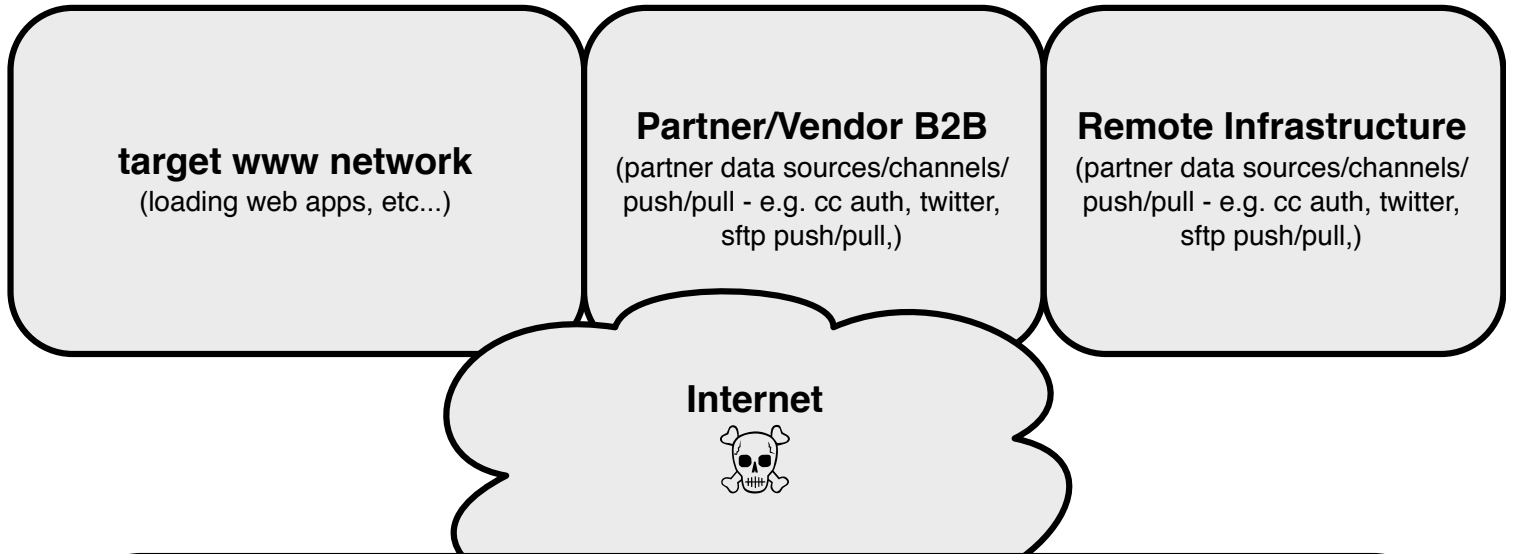 target www network
(loading web apps, etc...)
Partner/Vendor B2B
(partner data sources/channels/
push/pull - e.g. cc auth, twitter,
sftp push/pull,)
Remote Infrastructure
(partner data sources/channels/
push/pull - e.g. cc auth, twitter,
sftp push/pull,)
Internet